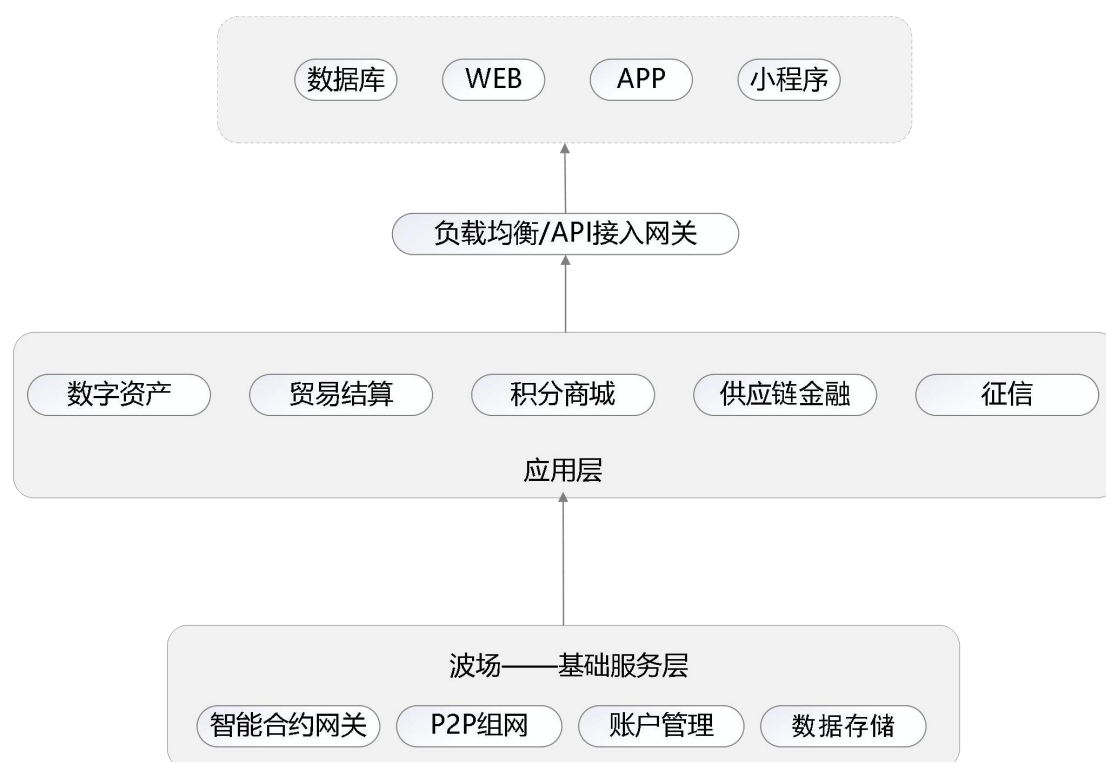 数据库 WEB APP 小程序
负载均衡/API接入网关
数字资产 贸易结算 积分商城 供应链金融 征信
应用层
波场——基础服务层
智能合约网关 P2P组网 账户管理 数据存储